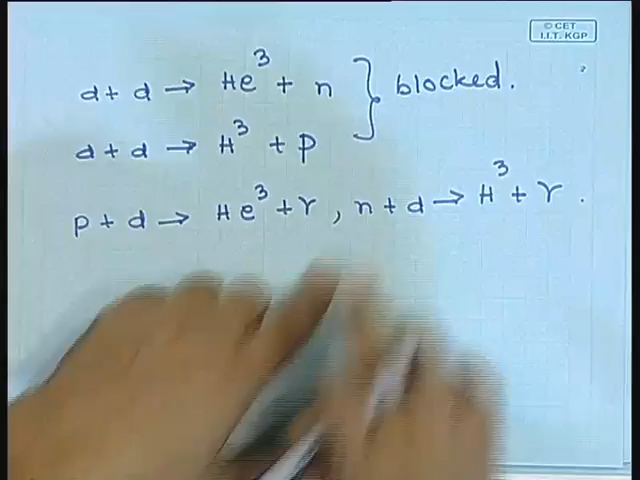 © CET
I.I.T. KGP
d+ d → He³ + n } blocked.
d+d → H³ + p
p + d → He³ +γ , n+d → H³ + γ .